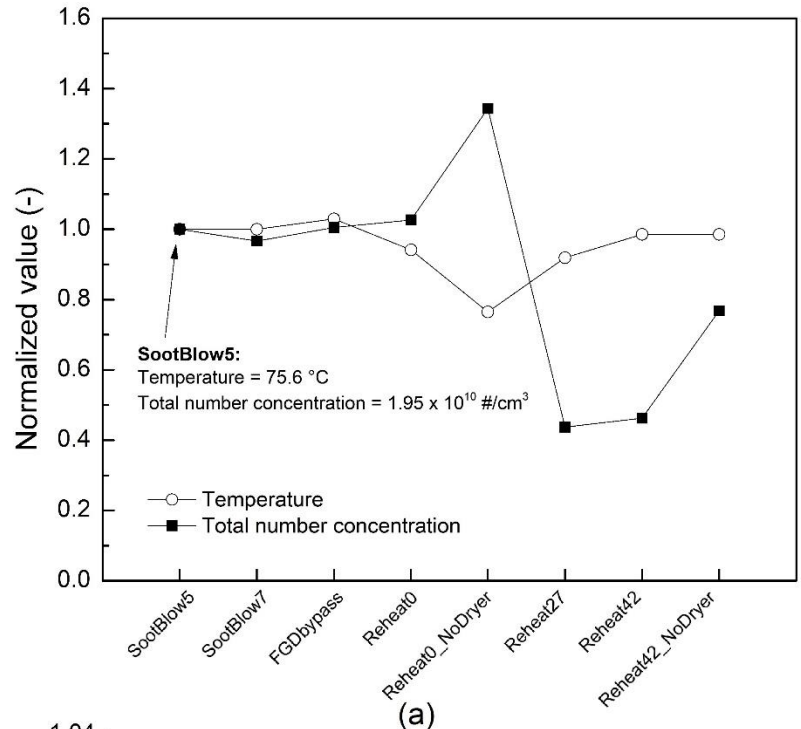 1.6
1.4
1.2
1.0
0.8
0.6
0.4
0.2
0.0
Normalized value (-)
SootBlow5:
Temperature = 75.6 °C
Total number concentration = 1.95 x 10¹⁰ #/cm³
Temperature
Total number concentration
SootBlow5
SootBlow7
FGDbypass
Reheat0
Reheat0_NoDryer
Reheat27
Reheat42
Reheat42_NoDryer
(a)